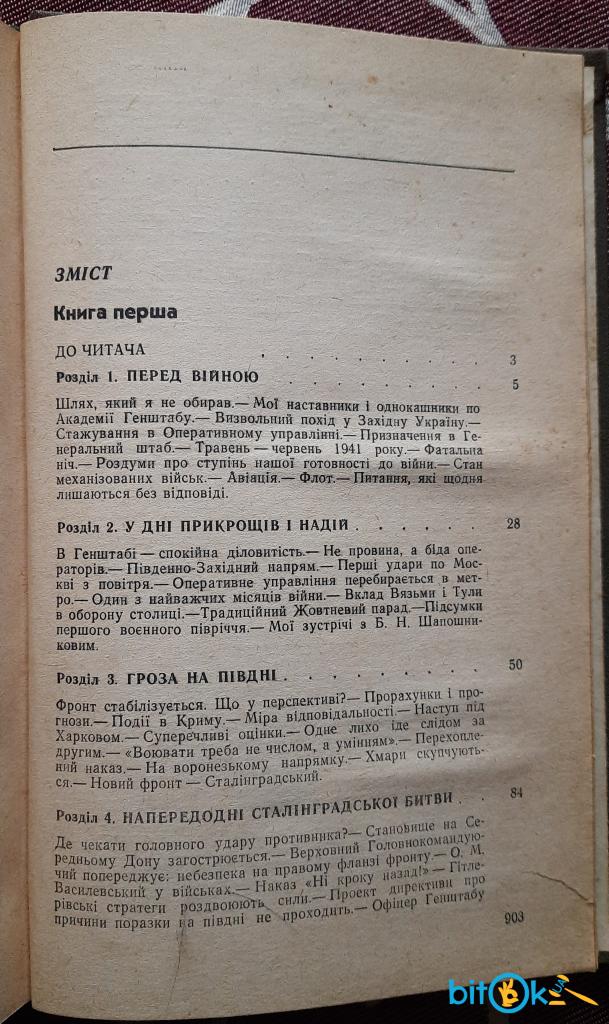 ЗМІСТ
Книга перша
ДО ЧИТАЧА . . . . . . . . . 3
Розділ 1. ПЕРЕД ВІЙНОЮ . . . . . . . . 5
Шлях, який я не обирав.— Мої наставники і однокашники по
Академії Генштабу.— Визвольний похід у Західну Україну.—
Стажування в Оперативному управлінні.— Призначення в Ге-
неральний штаб.— Травень — червень 1941 року.— Фатальна
ніч.— Роздуми про ступінь нашої готовності до війни.— Стан
механізованих військ.— Авіація.— Флот.— Питання, які щодня
лишаються без відповіді.
Розділ 2. У ДНІ ПРИКРОЩІВ І НАДІЙ . . . . . . 28
В Генштабі — спокійна діловитість.— Не провина, а біда опе-
раторів.— Південно-Західний напрям.— Перші удари по Мос-
кві з повітря.— Оперативне управління перебирається в мет-
ро.— Один з найважчих місяців війни.— Вклад Вязьми і Тули
в оборону столиці.— Традиційний Жовтневий парад.— Підсумки
першого воєнного півріччя.— Мої зустрічі з Б. Н. Шапошни-
ковим.
Розділ 3. ГРОЗА НА ПІВДНІ . . . . . . . . 50
Фронт стабілізується. Що у перспективі?— Прорахунки і про-
гнози.— Події в Криму.— Міра відповідальності.— Наступ під
Харковом.— Суперечливі оцінки.— Одне лихо іде слідом за
другим.— «Воювати треба не числом, а умінням».— Перехопле-
ний наказ.— На воронезькому напрямку.— Хмари скупчують-
ся.— Новий фронт — Сталінградський.
Розділ 4. НАПЕРЕДОДНІ СТАЛІНГРАДСЬКОЇ БИТВИ . . 84
Де чекати головного удару противника?— Становище на Се-
редньому Дону загострюється.— Верховний Головнокомандую-
чий попереджує: небезпека на правому фланзі фронту.— О. М.
Василевський у військах.— Наказ «Ні кроку назад!» — Гітле-
рівські стратеги роздвоюють сили.— Проект директиви про
причини поразки на півдні не проходить.— Офіцер Генштабу
903
bitOk.UA